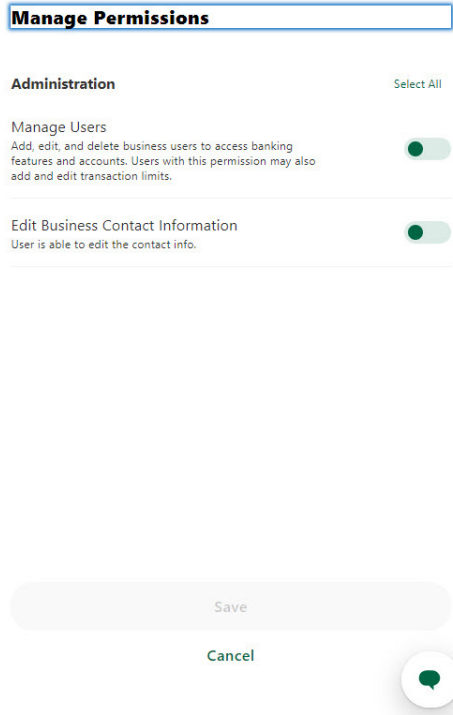 Manage Permissions
Administration
Select All
Manage Users
Add, edit, and delete business users to access banking
features and accounts. Users with this permission may also
add and edit transaction limits.
Edit Business Contact Information
User is able to edit the contact info.
Save
Cancel